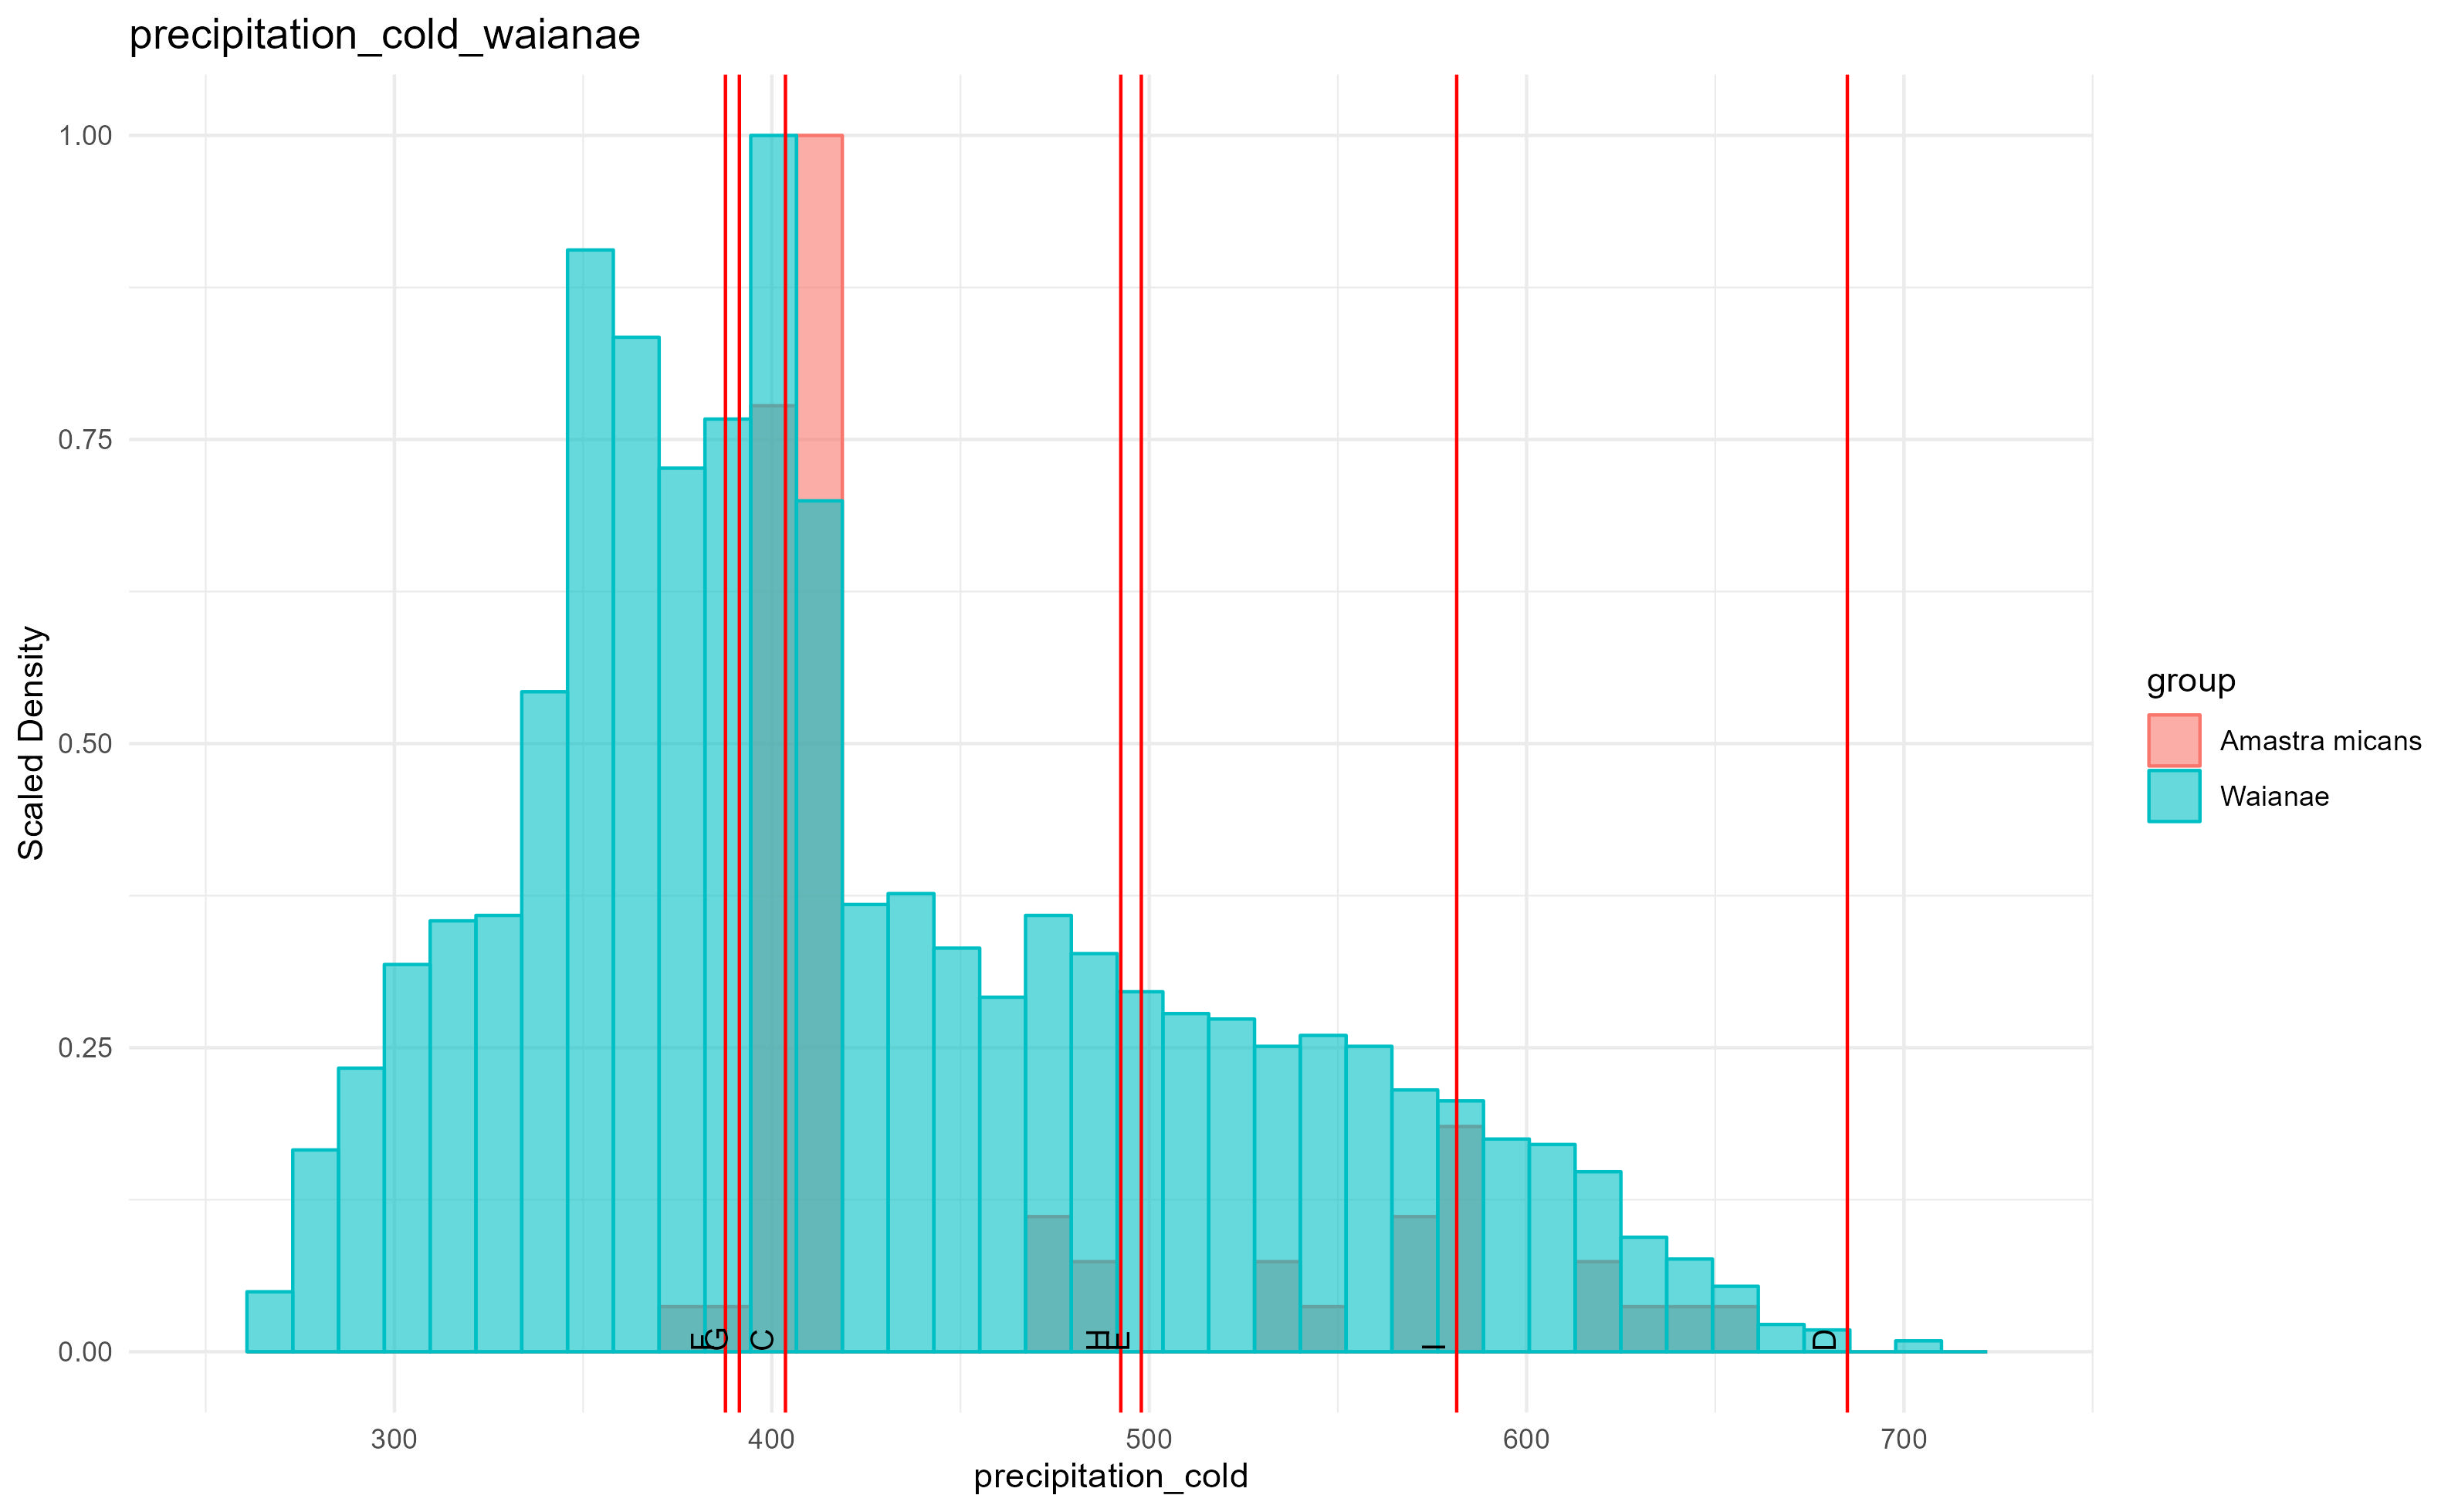 precipitation_cold_waianae
Scaled Density
1.00
0.75
0.50
0.25
0.00
F
G
C
H
E
I
D
300
400
500
600
700
precipitation_cold
group
Amastra micans
Waianae